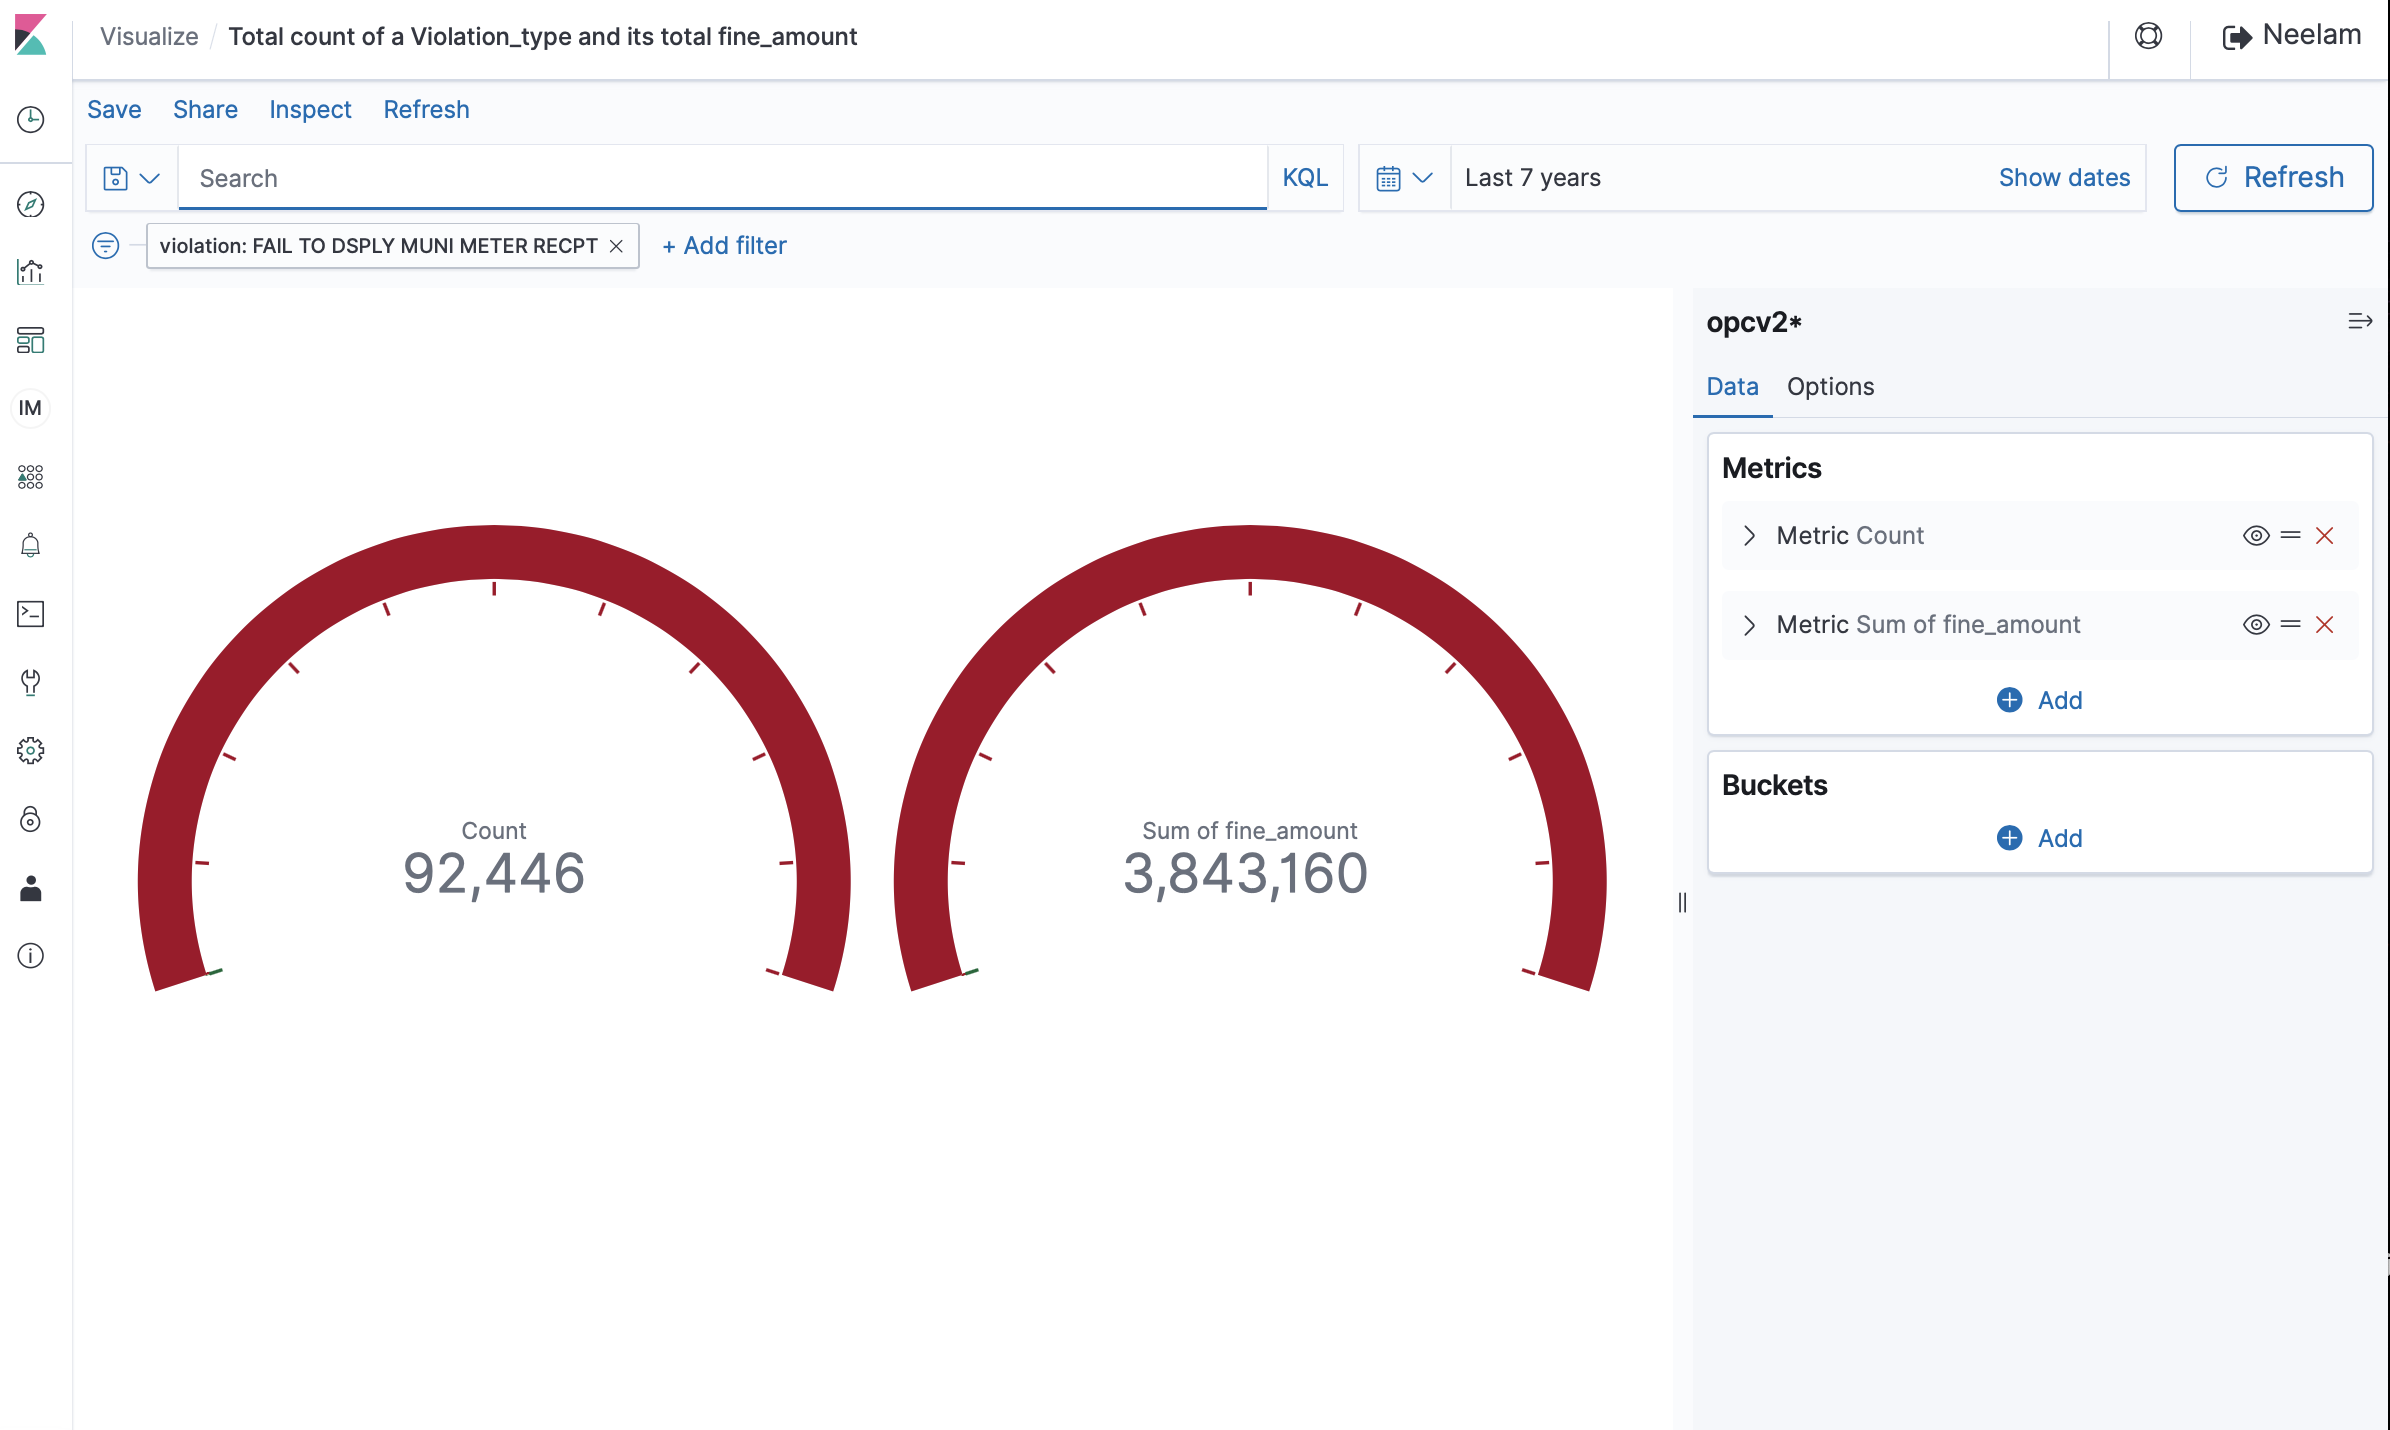 Visualize / Total count of a Violation_type and its total fine_amount
Neelam
Save Share Inspect Refresh
Search KQL Last 7 years Show dates Refresh
violation: FAIL TO DSPLY MUNI METER RECPT + Add filter
opcv2*
Data Options
IM
Metrics
Metric Count
Metric Sum of fine_amount
Add
Buckets
Add
Count
92,446
Sum of fine_amount
3,843,160